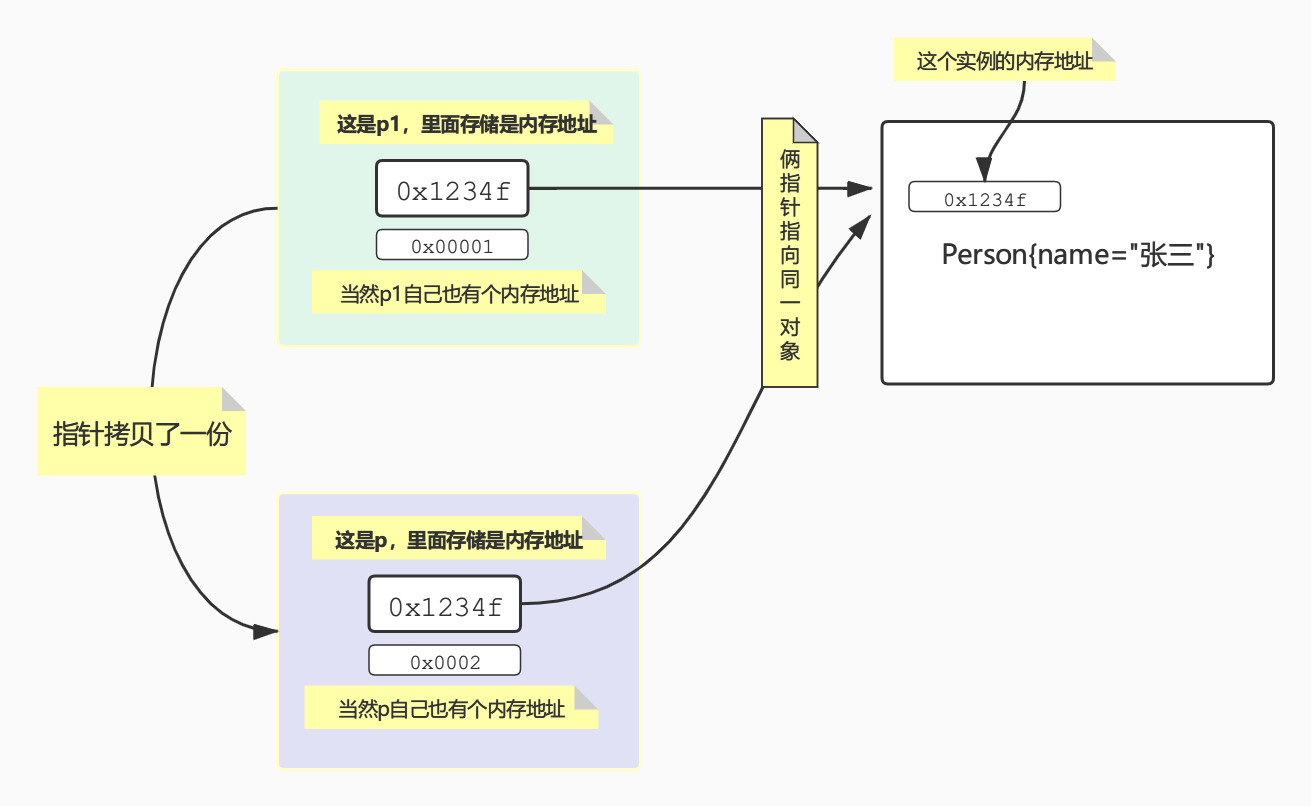 这个实例的内存地址
这是p1，里面存储是内存地址
0x1234f
0x00001
当然p1自己也有个内存地址
俩指针指向同一对象
0x1234f
Person{name="张三"}
指针拷贝了一份
这是p，里面存储是内存地址
0x1234f
0x0002
当然p自己也有个内存地址